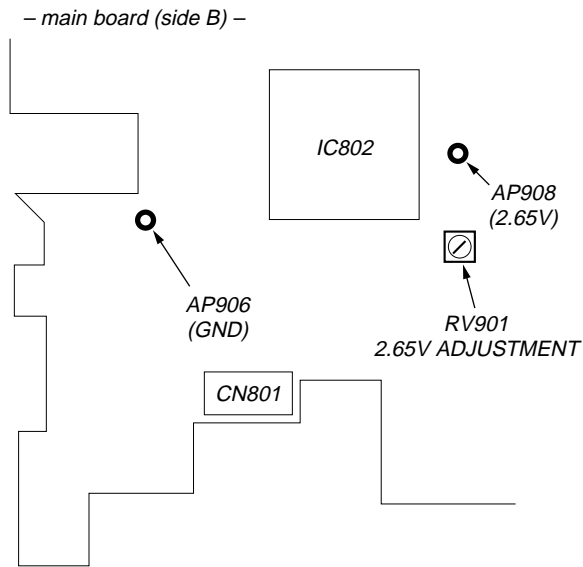 – main board (side B) –
IC802
AP908
(2.65V)
AP906
(GND)
RV901
2.65V ADJUSTMENT
CN801